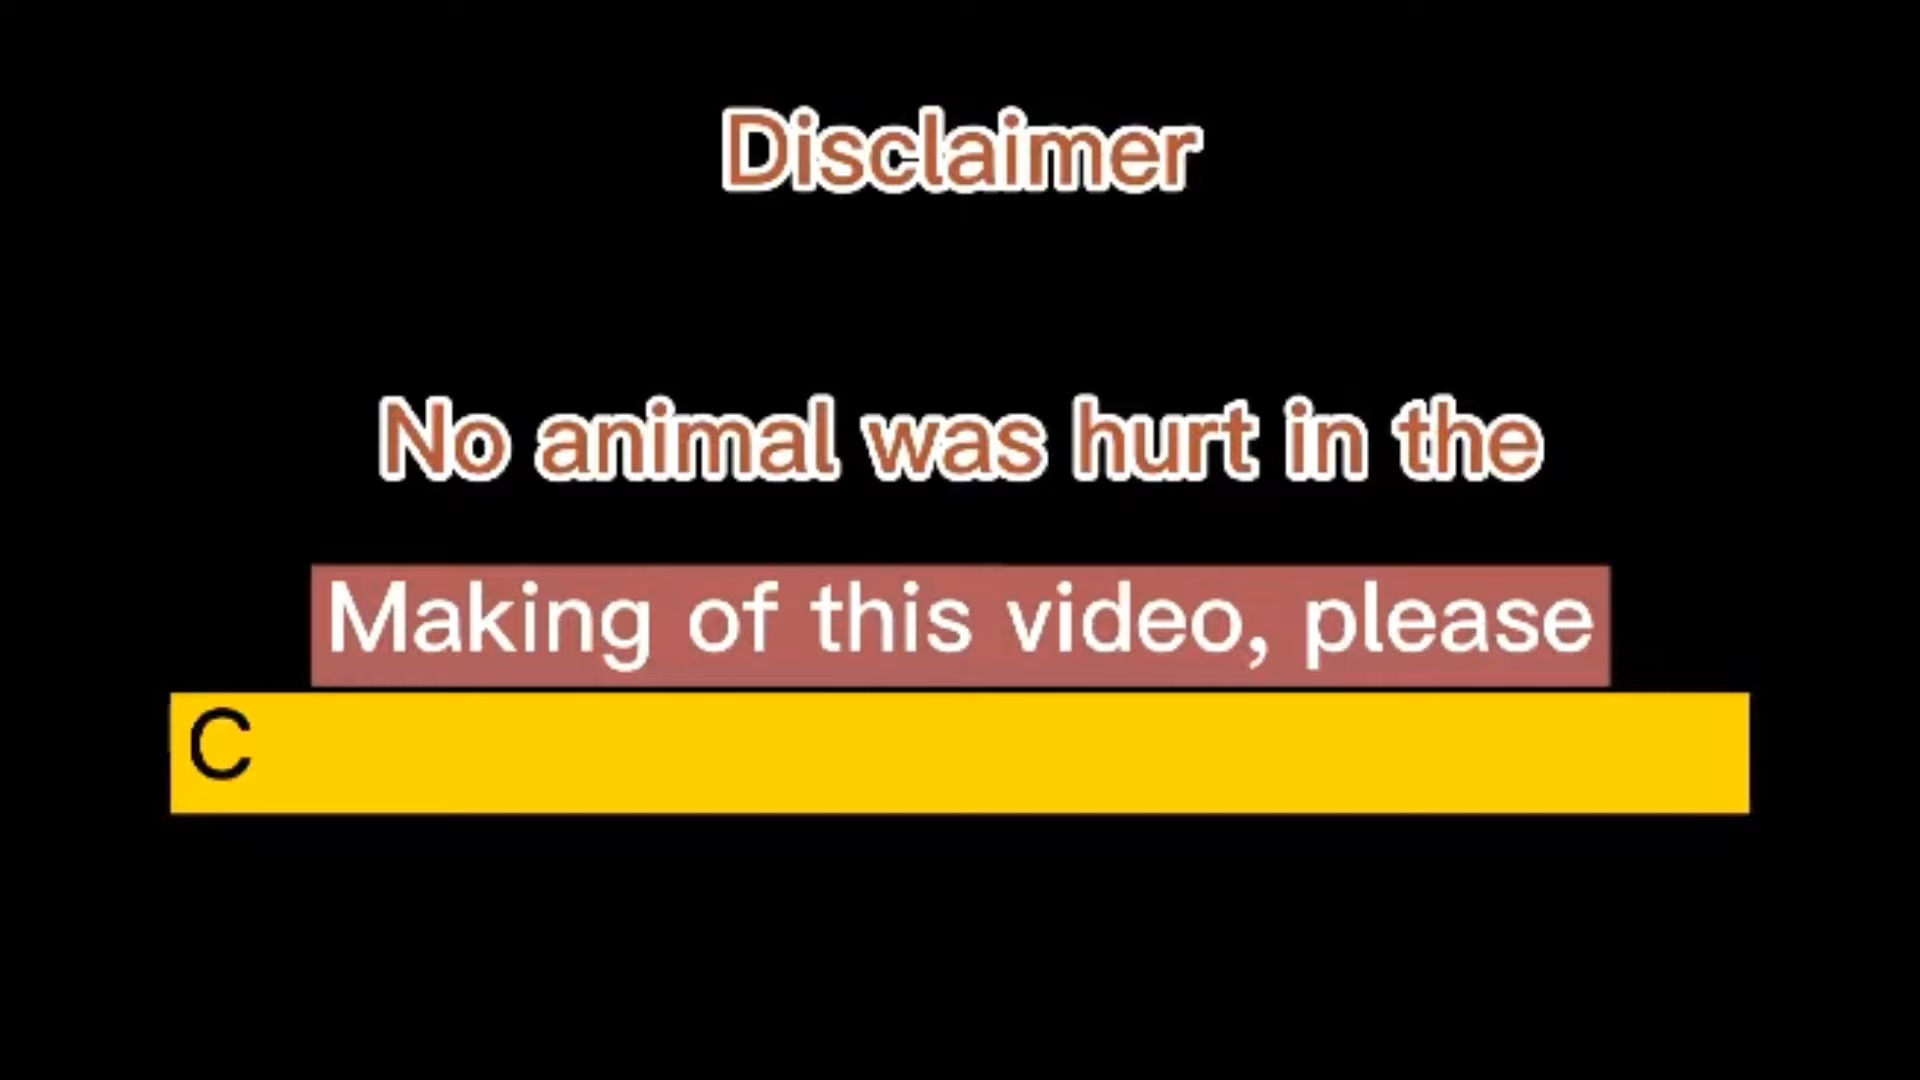 Disclaimer
No animal was hurt in the
Making of this video, please
C